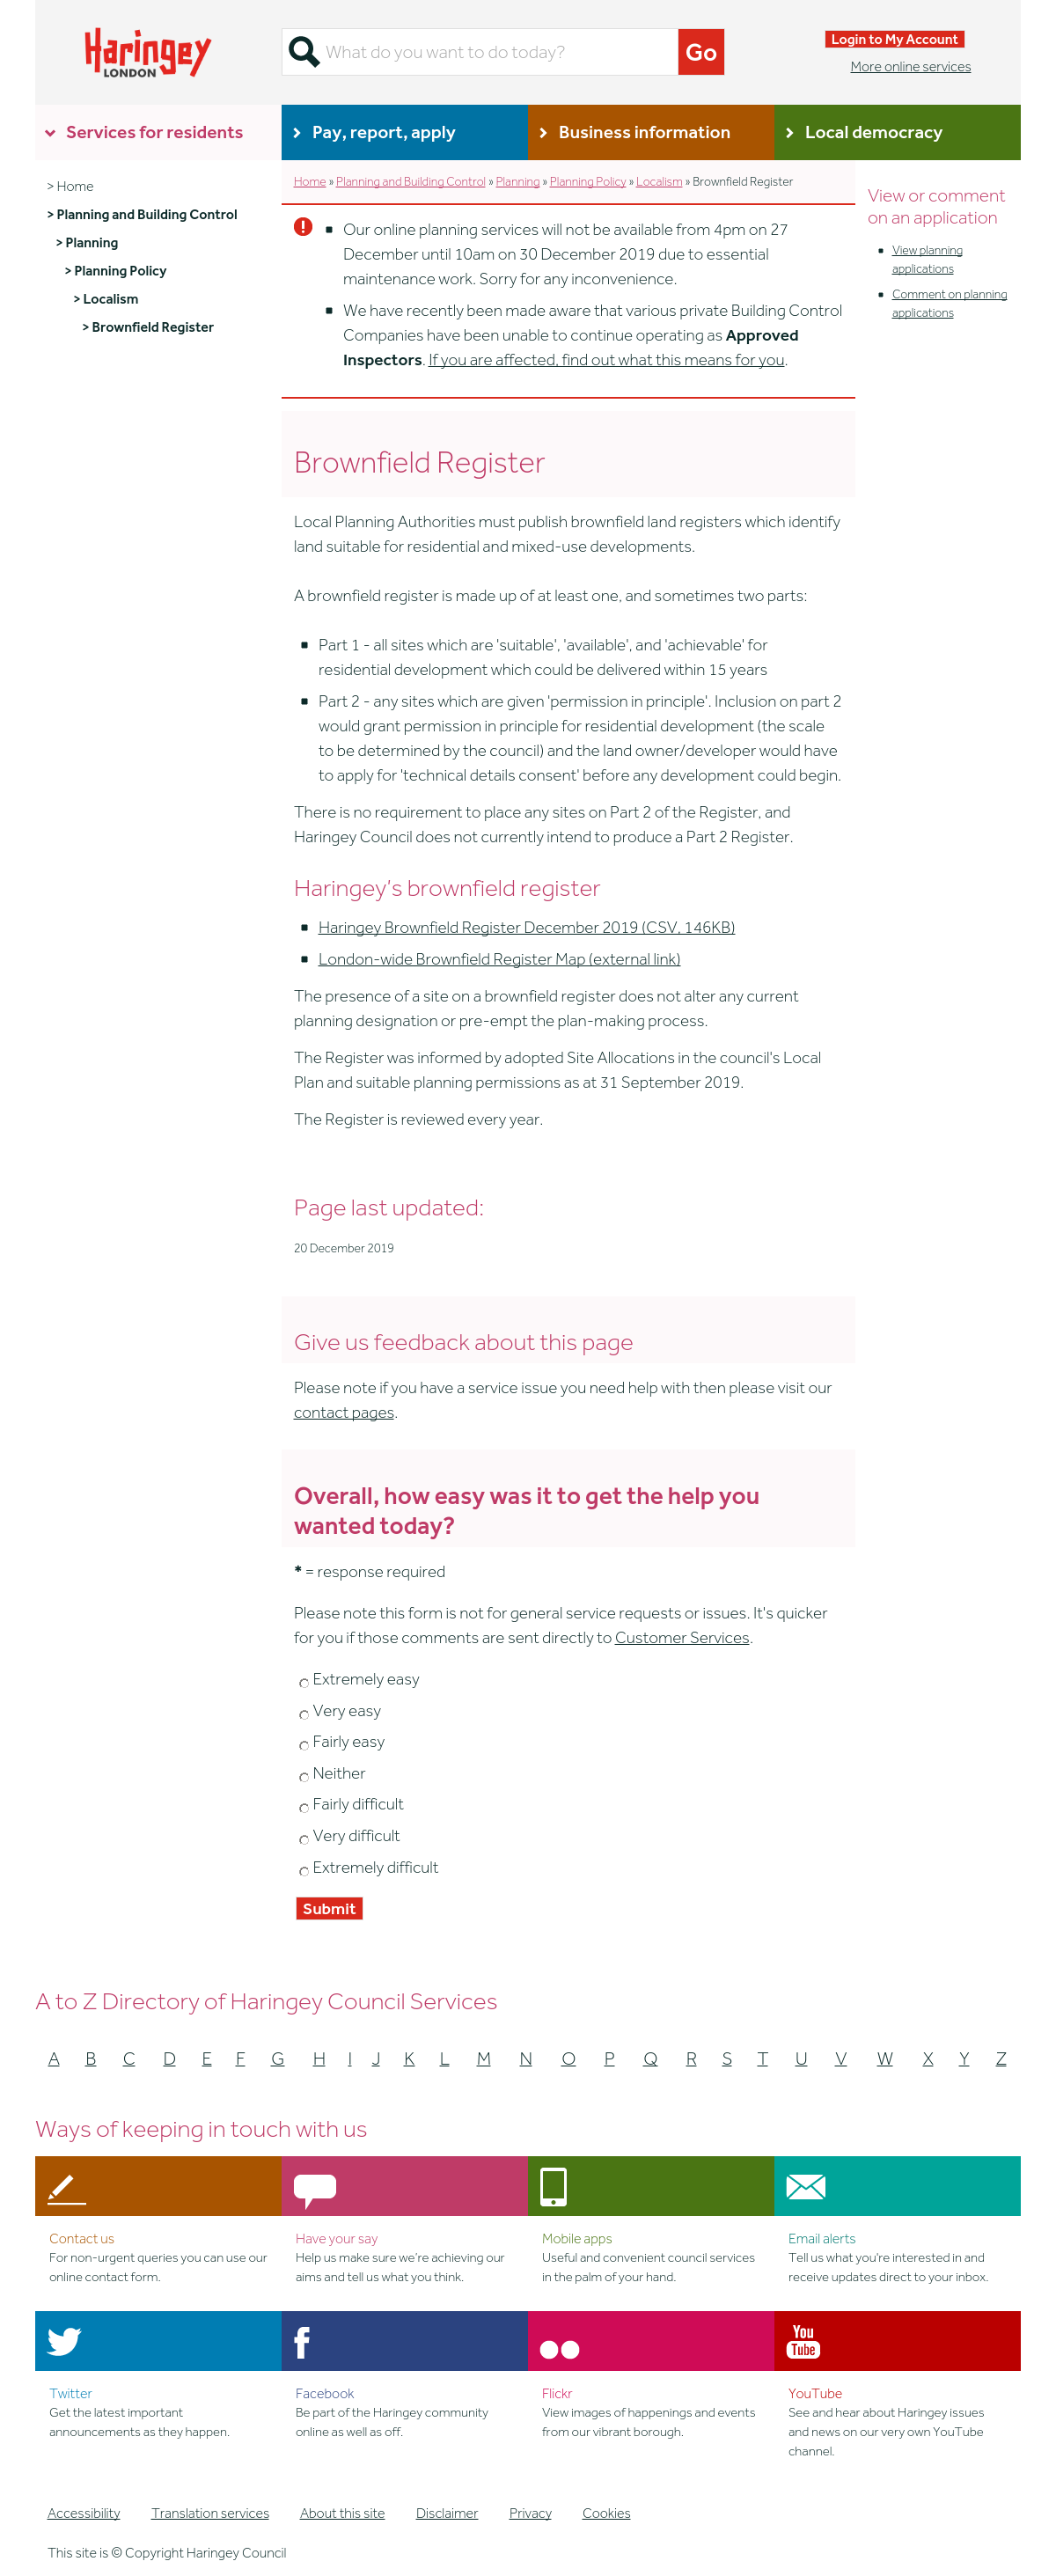 Haringey
LONDON
What do you want to do today?
Go
Login to My Account
More online services
Services for residents
Pay, report, apply
Business information
Local democracy
> Home
> Planning and Building Control
> Planning
> Planning Policy
> Localism
> Brownfield Register
Home » Planning and Building Control » Planning » Planning Policy » Localism » Brownfield Register
Our online planning services will not be available from 4pm on 27
December until 10am on 30 December 2019 due to essential
maintenance work. Sorry for any inconvenience.
We have recently been made aware that various private Building Control
Companies have been unable to continue operating as Approved
Inspectors. If you are affected, find out what this means for you.
View or comment
on an application
View planning
applications
Comment on planning
applications
Brownfield Register
Local Planning Authorities must publish brownfield land registers which identify
land suitable for residential and mixed-use developments.
A brownfield register is made up of at least one, and sometimes two parts:
Part 1 - all sites which are 'suitable', 'available', and 'achievable' for
residential development which could be delivered within 15 years
Part 2 - any sites which are given 'permission in principle'. Inclusion on part 2
would grant permission in principle for residential development (the scale
to be determined by the council) and the land owner/developer would have
to apply for 'technical details consent' before any development could begin.
There is no requirement to place any sites on Part 2 of the Register, and
Haringey Council does not currently intend to produce a Part 2 Register.
Haringey's brownfield register
Haringey Brownfield Register December 2019 (CSV, 146KB)
London-wide Brownfield Register Map (external link)
The presence of a site on a brownfield register does not alter any current
planning designation or pre-empt the plan-making process.
The Register was informed by adopted Site Allocations in the council's Local
Plan and suitable planning permissions as at 31 September 2019.
The Register is reviewed every year.
Page last updated:
20 December 2019
Give us feedback about this page
Please note if you have a service issue you need help with then please visit our
contact pages.
Overall, how easy was it to get the help you
wanted today?
* = response required
Please note this form is not for general service requests or issues. It's quicker
for you if those comments are sent directly to Customer Services.
Extremely easy
Very easy
Fairly easy
Neither
Fairly difficult
Very difficult
Extremely difficult
Submit
A to Z Directory of Haringey Council Services
A B C D E F G H I J K L M N O P Q R S T U V W X Y Z
Ways of keeping in touch with us
Contact us
For non-urgent queries you can use our
online contact form.
Have your say
Help us make sure we're achieving our
aims and tell us what you think.
Mobile apps
Useful and convenient council services
in the palm of your hand.
Email alerts
Tell us what you're interested in and
receive updates direct to your inbox.
You
Tube
Twitter
Get the latest important
announcements as they happen.
Facebook
Be part of the Haringey community
online as well as off.
Flickr
View images of happenings and events
from our vibrant borough.
YouTube
See and hear about Haringey issues
and news on our very own YouTube
channel.
Accessibility Translation services About this site Disclaimer Privacy Cookies
This site is © Copyright Haringey Council